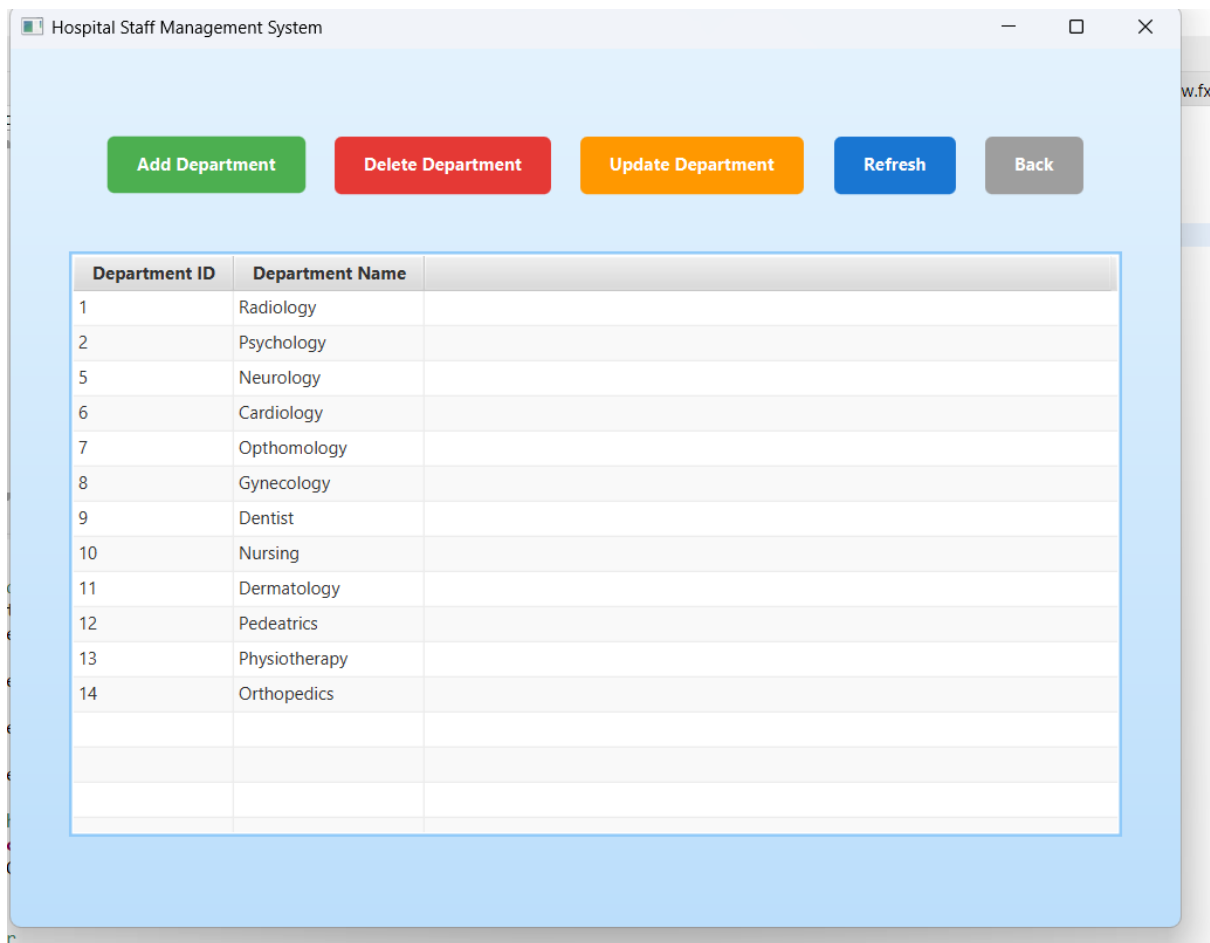 Hospital Staff Management System
w.fx
Add Department Delete Department Update Department Refresh Back
Department ID Department Name
1 Radiology
2 Psychology
5 Neurology
6 Cardiology
7 Opthomology
8 Gynecology
9 Dentist
10 Nursing
11 Dermatology
12 Pedeatrics
13 Physiotherapy
14 Orthopedics